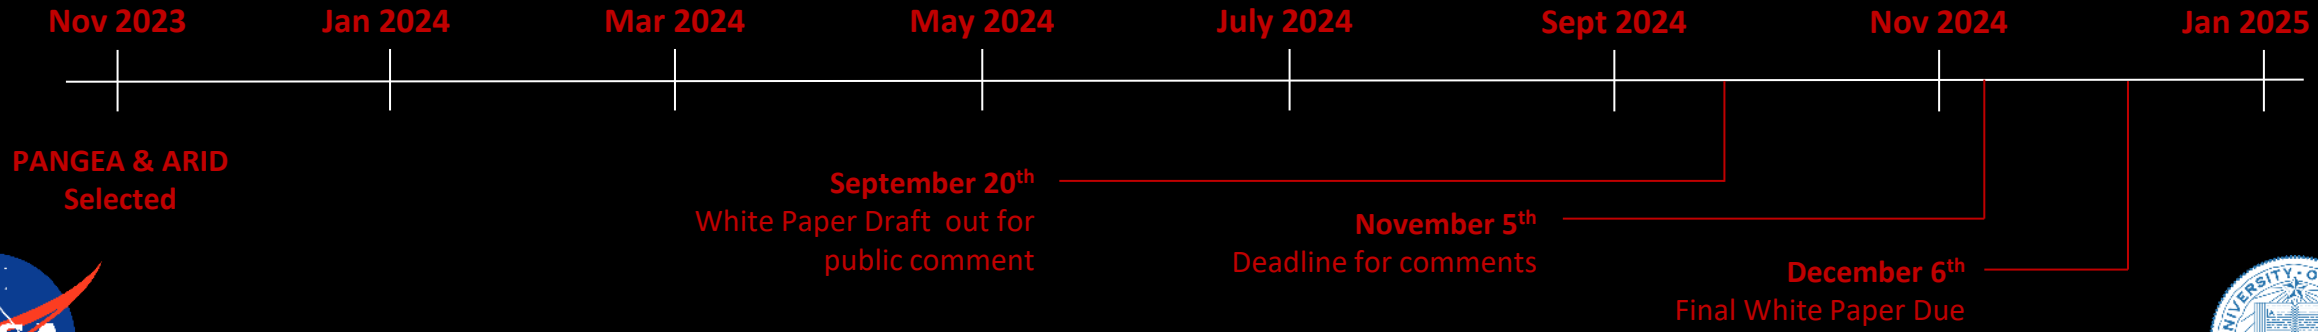 Nov 2023
Jan 2024
Mar 2024
May 2024
July 2024
Sept 2024
Nov 2024
Jan 2025
PANGEA & ARID
Selected
September 20th
White Paper Draft out for
public comment
November 5th
Deadline for comments
December 6th
Final White Paper Due